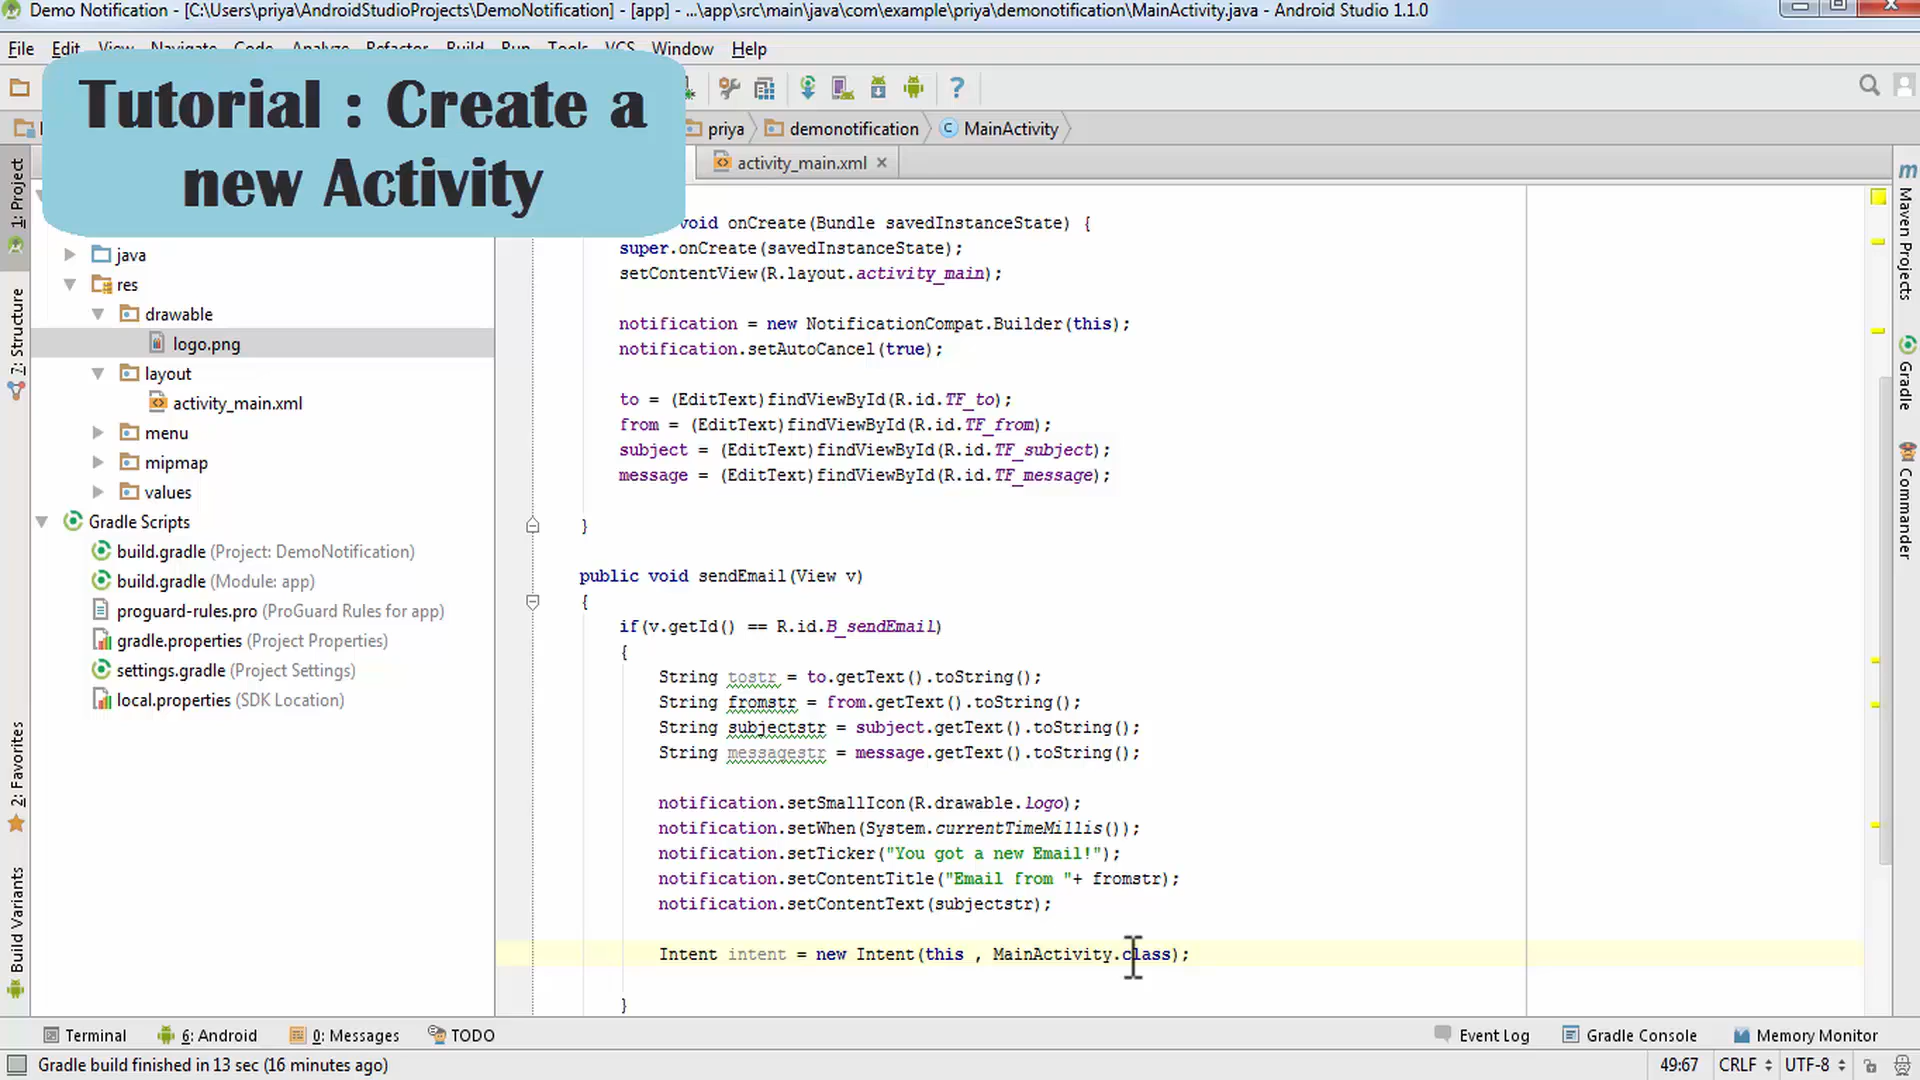 Demo Notification - [C:\Users\priya\AndroidStudioProjects\DemoNotification] - [app] - ...\app\src\main\java\com\example\priya\demonotification\MainActivity.java - Android Studio 1.1.0
File Edit View Navigate Code Analyze Refactor Build Run Tools VCS Window Help
Tutorial : Create a
new Activity
priya demonotification MainActivity
activity_main.xml
1: Project
7: Structure
2: Favorites
Build Variants
java
res
drawable
logo.png
layout
activity_main.xml
menu
mipmap
values
Gradle Scripts
build.gradle (Project: DemoNotification)
build.gradle (Module: app)
proguard-rules.pro (ProGuard Rules for app)
gradle.properties (Project Properties)
settings.gradle (Project Settings)
local.properties (SDK Location)
void onCreate(Bundle savedInstanceState) {
super.onCreate(savedInstanceState);
setContentView(R.layout.activity_main);
notification = new NotificationCompat.Builder(this);
notification.setAutoCancel(true);
to = (EditText)findViewById(R.id.TF_to);
from = (EditText)findViewById(R.id.TF_from);
subject = (EditText)findViewById(R.id.TF_subject);
message = (EditText)findViewById(R.id.TF_message);
}
public void sendEmail(View v)
{
if(v.getId() == R.id.B_sendEmail)
{
String tostr = to.getText().toString();
String fromstr = from.getText().toString();
String subjectstr = subject.getText().toString();
String messagestr = message.getText().toString();
notification.setSmallIcon(R.drawable.logo);
notification.setWhen(System.currentTimeMillis());
notification.setTicker("You got a new Email!");
notification.setContentTitle("Email from "+ fromstr);
notification.setContentText(subjectstr);
Intent intent = new Intent(this , MainActivity.class);
}
Maven Projects
Gradle
Commander
Terminal 6: Android 0: Messages TODO Event Log Gradle Console Memory Monitor
Gradle build finished in 13 sec (16 minutes ago) 49:67 CRLF UTF-8